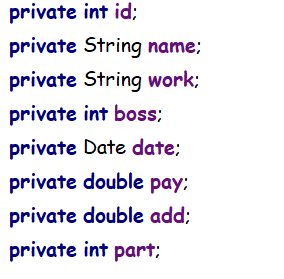 private int id;
private String name;
private String work;
private int boss;
private Date date;
private double pay;
private double add;
private int part;